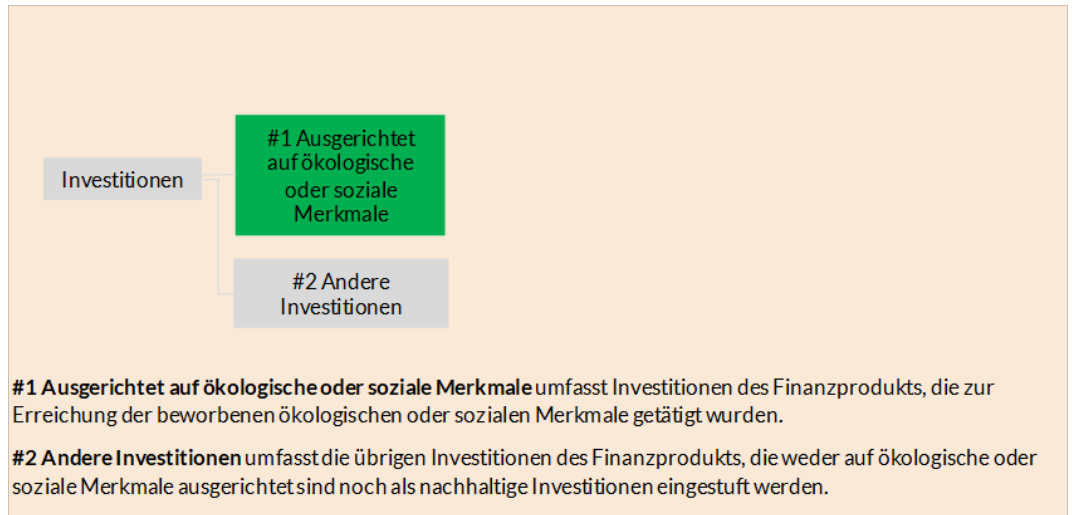 #1 Ausgerichtet
auf ökologische
oder soziale
Merkmale
Investitionen
#2 Andere
Investitionen
#1 Ausgerichtet auf ökologische oder soziale Merkmale umfasst Investitionen des Finanzprodukts, die zur
Erreichung der beworbenen ökologischen oder sozialen Merkmale getätigt wurden.
#2 Andere Investitionen umfasst die übrigen Investitionen des Finanzprodukts, die weder auf ökologische oder
soziale Merkmale ausgerichtet sind noch als nachhaltige Investitionen eingestuft werden.